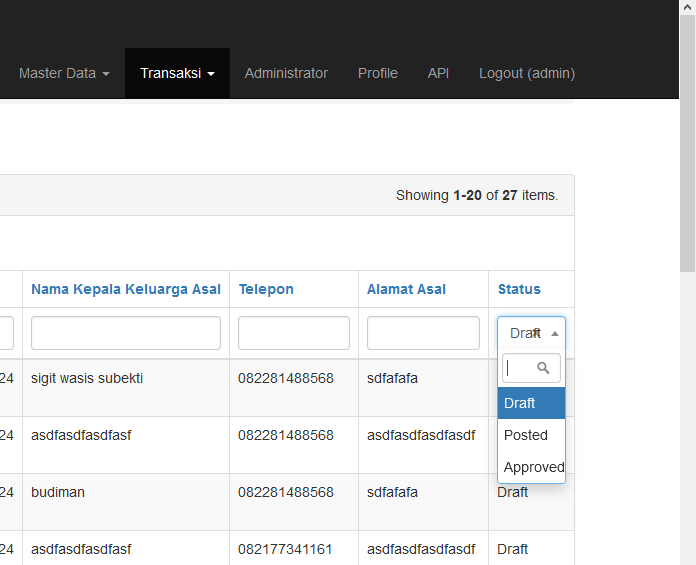 Master Data Transaksi Administrator Profile API Logout (admin)
Showing 1-20 of 27 items.
Nama Kepala Keluarga Asal Telepon Alamat Asal Status
Draft
24 sigit wasis subekti 082281488568 sdfafafa
Draft
24 asdfasdfasdfasf 082281488568 asdfasdfasdfasdf
Posted
Approved
24 budiman 082281488568 sdfafafa Draft
24 asdfasdfasdfasf 082177341161 asdfasdfasdfasdf Draft